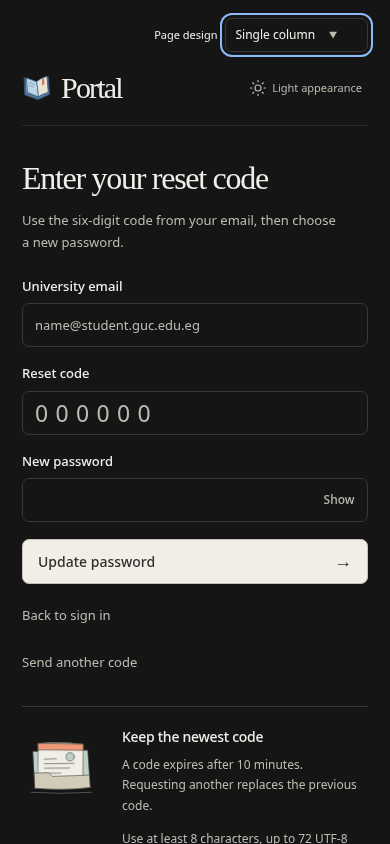 Page design
Single column
Portal
Light appearance
Enter your reset code
Use the six-digit code from your email, then choose
a new password.
University email
name@student.guc.edu.eg
Reset code
000000
New password
Show
Update password →
Back to sign in
Send another code
Keep the newest code
A code expires after 10 minutes.
Requesting another replaces the previous
code.
Use at least 8 characters, up to 72 UTF-8